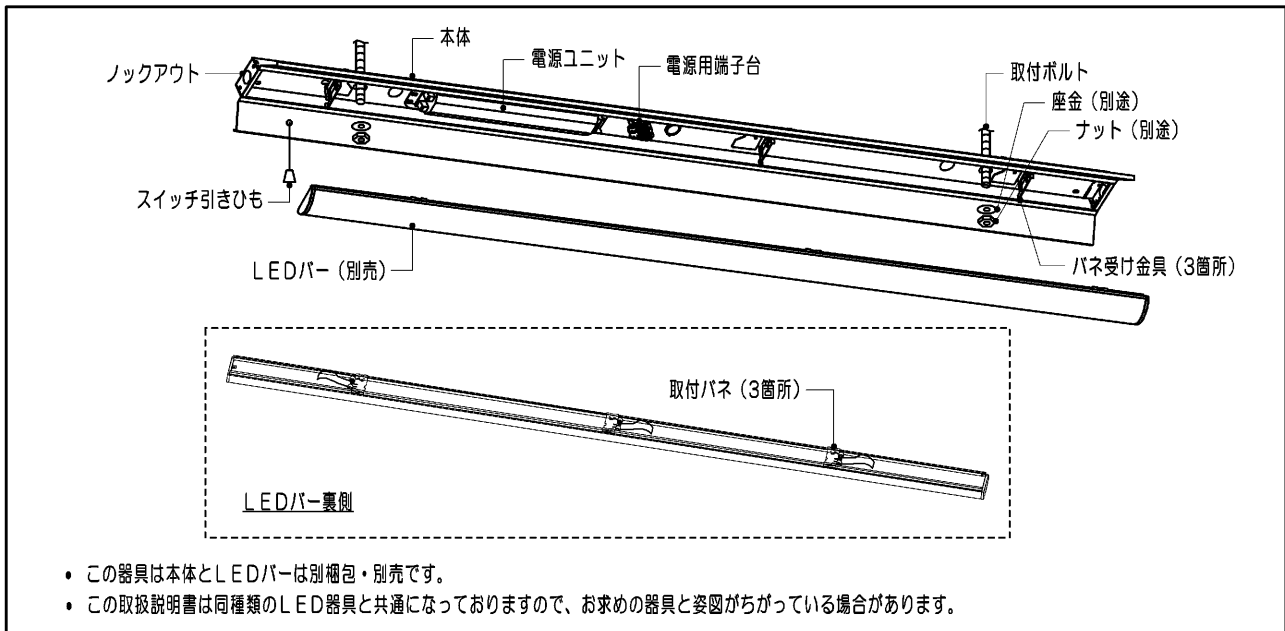 本体
ノックアウト
電源ユニット
電源用端子台
取付ボルト
座金（別途）
ナット（別途）
スイッチ引きひも
LEDバー（別売）
バネ受け金具（3箇所）
取付バネ（3箇所）
LEDバー裏側
• この器具は本体とLEDバーは別梱包・別売です。
• この取扱説明書は同種類のLED器具と共通になっておりますので、お求めの器具と姿図がちがっている場合があります。